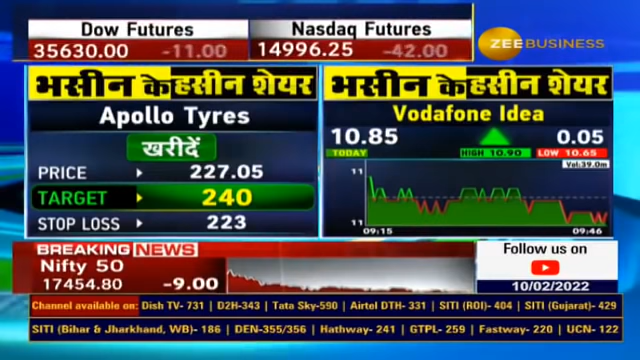 Dow Futures
35630.00 -11.00
Nasdaq Futures
14996.25 -42.00
ZEE BUSINESS
भसीन के हसीन शेयर
Apollo Tyres
खरीदें
PRICE 227.05
TARGET 240
STOP LOSS 223
भसीन के हसीन शेयर
Vodafone Idea
10.85 0.05
TODAY HIGH 10.90 LOW 10.65
Vol:39.0m
11
11
09:15 09:46
BREAKING NEWS
Nifty 50
17454.80 -9.00
Follow us on
10/02/2022
Channel available on: Dish TV- 731 | D2H-343 | Tata Sky-590 | Airtel DTH- 331 | SITI (ROI)- 404 | SITI (Gujarat)- 429
SITI (Bihar & Jharkhand, WB)- 186 | DEN-355/356 | Hathway- 241 | GTPL- 259 | Fastway- 220 | UCN- 122